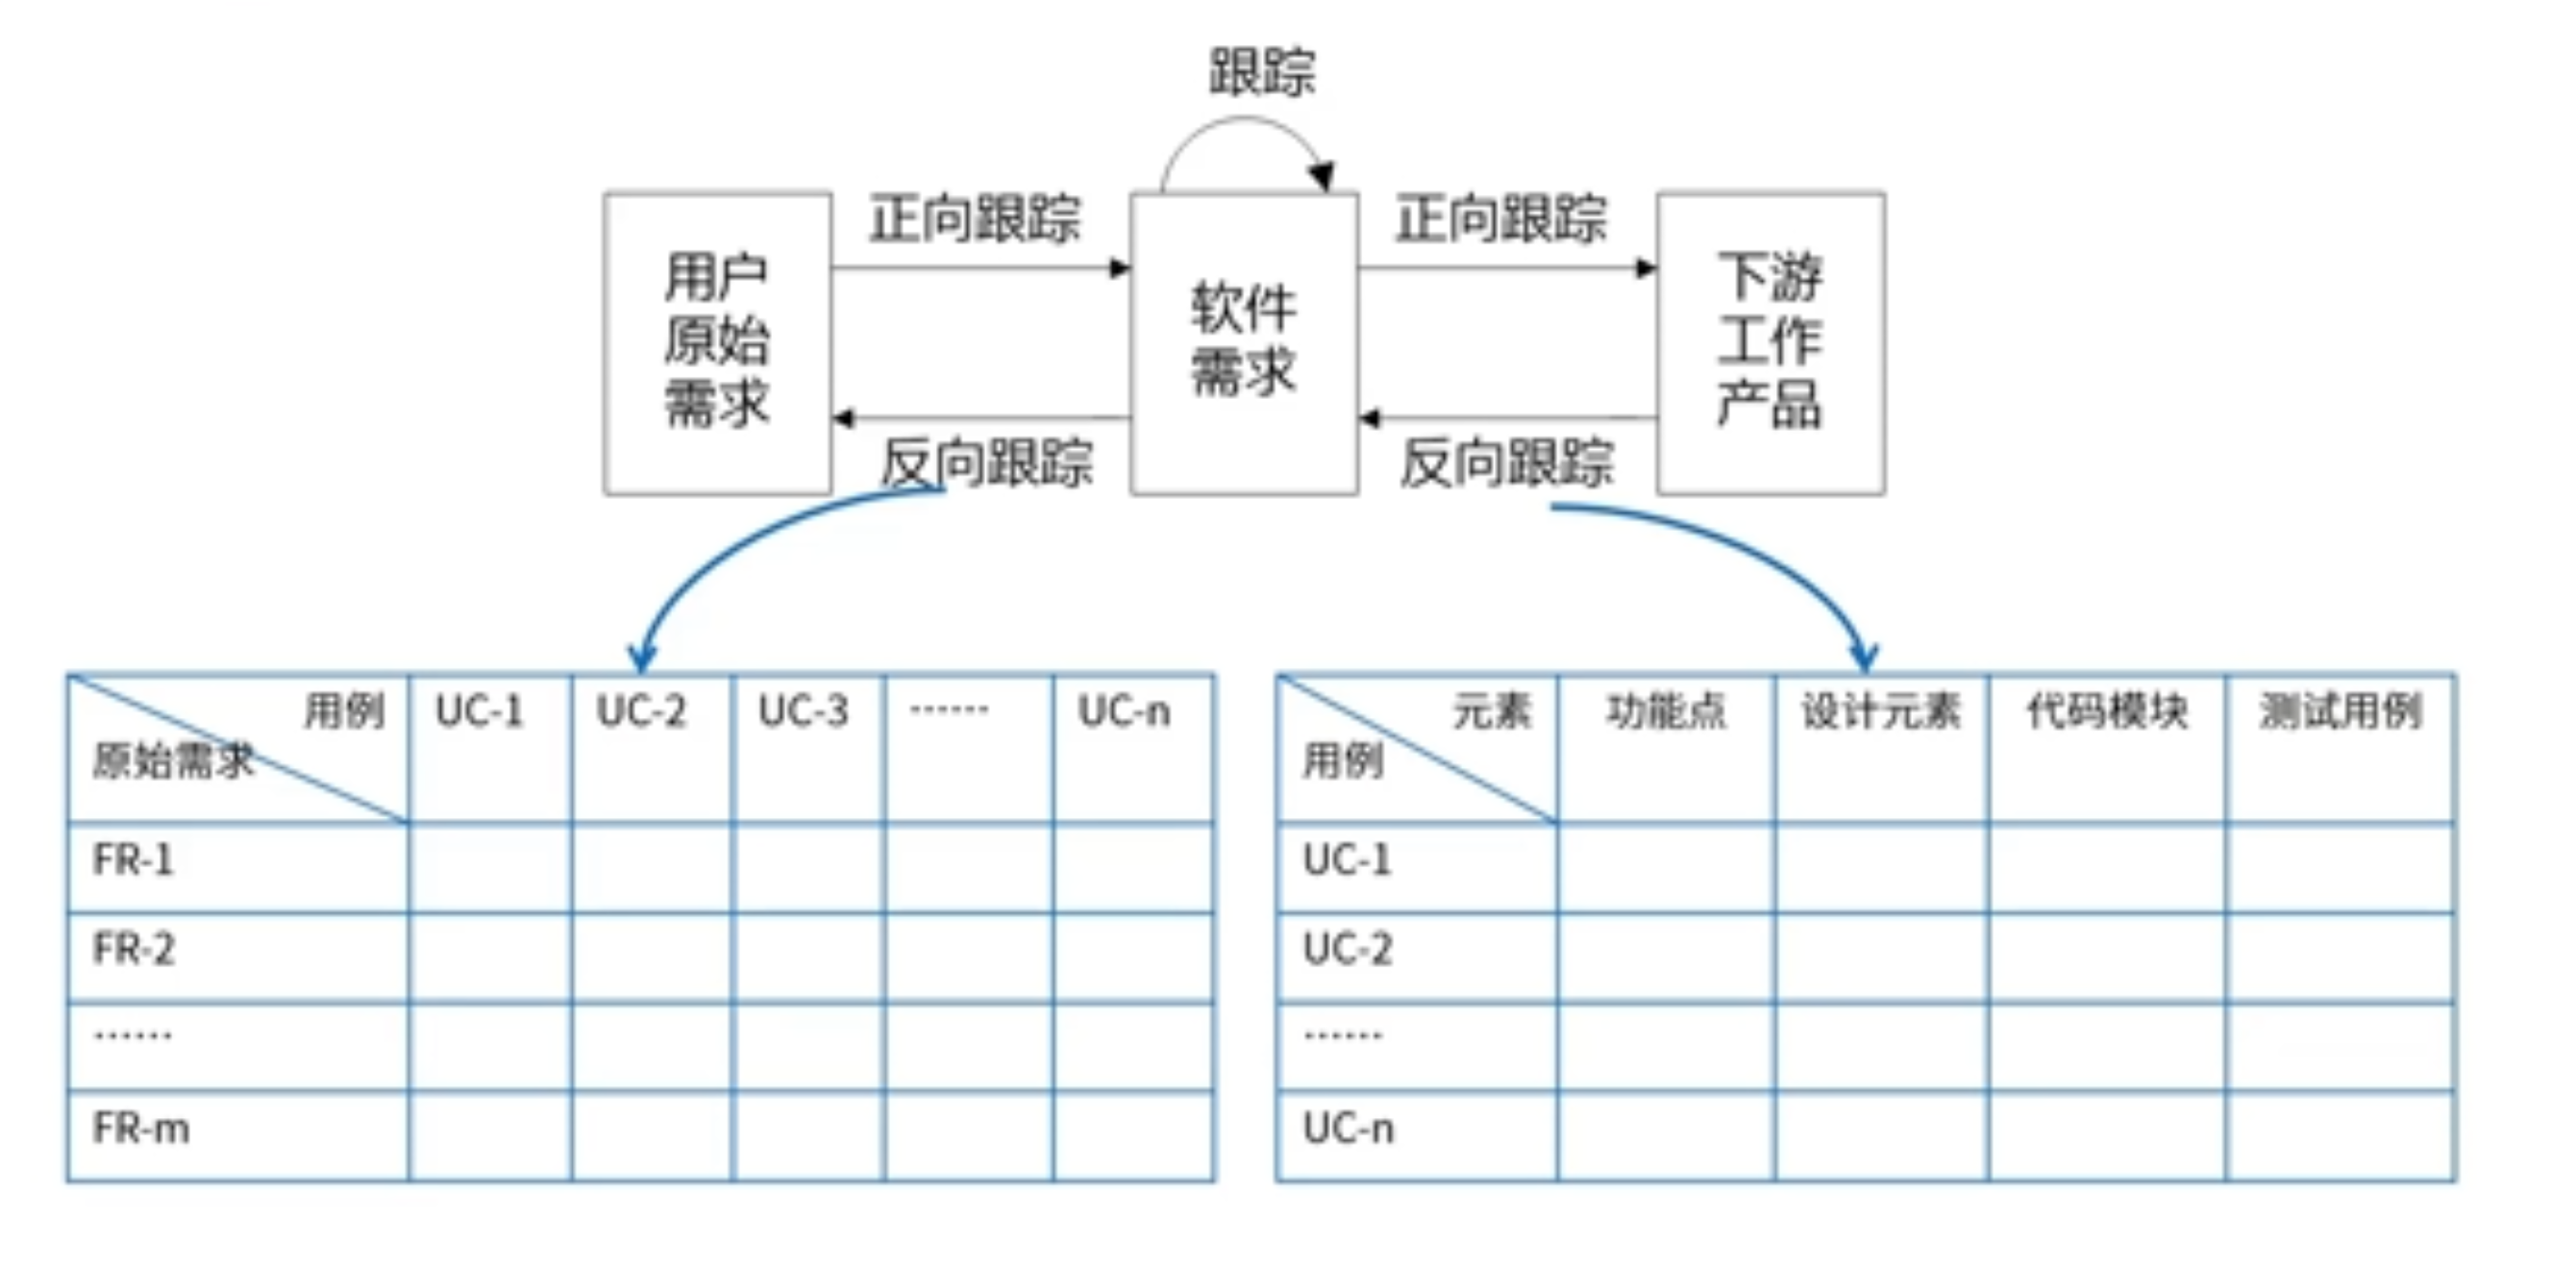 跟踪
正向跟踪
正向跟踪
用户
原始
需求
软件
需求
下游
工作
产品
反向跟踪
反向跟踪
用例 UC-1 UC-2 UC-3 …… UC-n
原始需求
FR-1
FR-2
……
FR-m
元素 功能点 设计元素 代码模块 测试用例
用例
UC-1
UC-2
……
UC-n